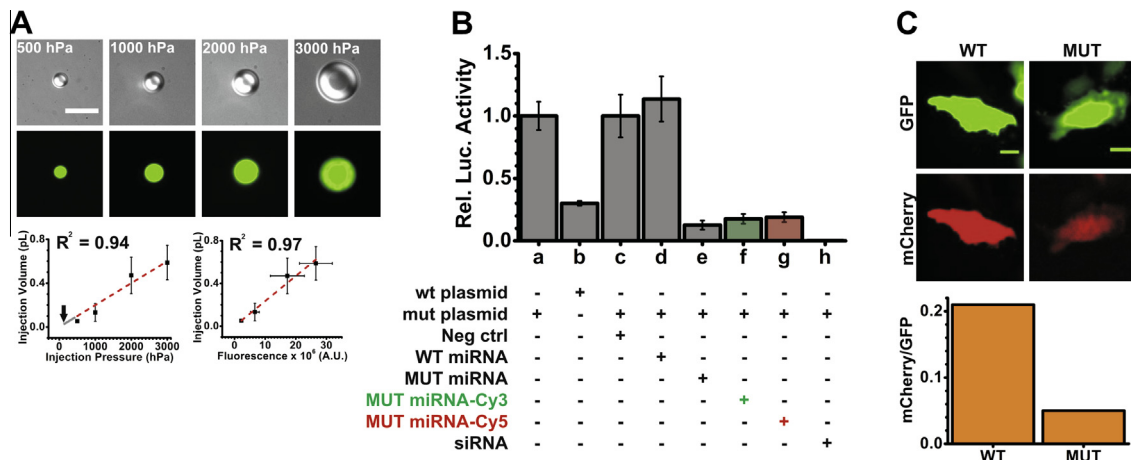 A
500 hPa 1000 hPa 2000 hPa 3000 hPa
R² = 0.94
Injection Volume (pL)
0.8
0.4
0.0
0 1000 2000 3000
Injection Pressure (hPa)
R² = 0.97
Injection Volume (pL)
0.8
0.4
0.0
0 10 20 30
Fluorescence x 10⁶ (A.U.)
B
Rel. Luc. Activity
1.5
1.0
0.5
0.0
a b c d e f g h
wt plasmid - + - - - - - -
mut plasmid + - + + + + + +
Neg ctrl - - + - - - - -
WT miRNA - - - + - - - -
MUT miRNA - - - - + - - -
MUT miRNA-Cy3 - - - - - + - -
MUT miRNA-Cy5 - - - - - - + -
siRNA - - - - - - - +
C
WT MUT
GFP
mCherry
mCherry/GFP
0.2
0.1
0.0
WT MUT